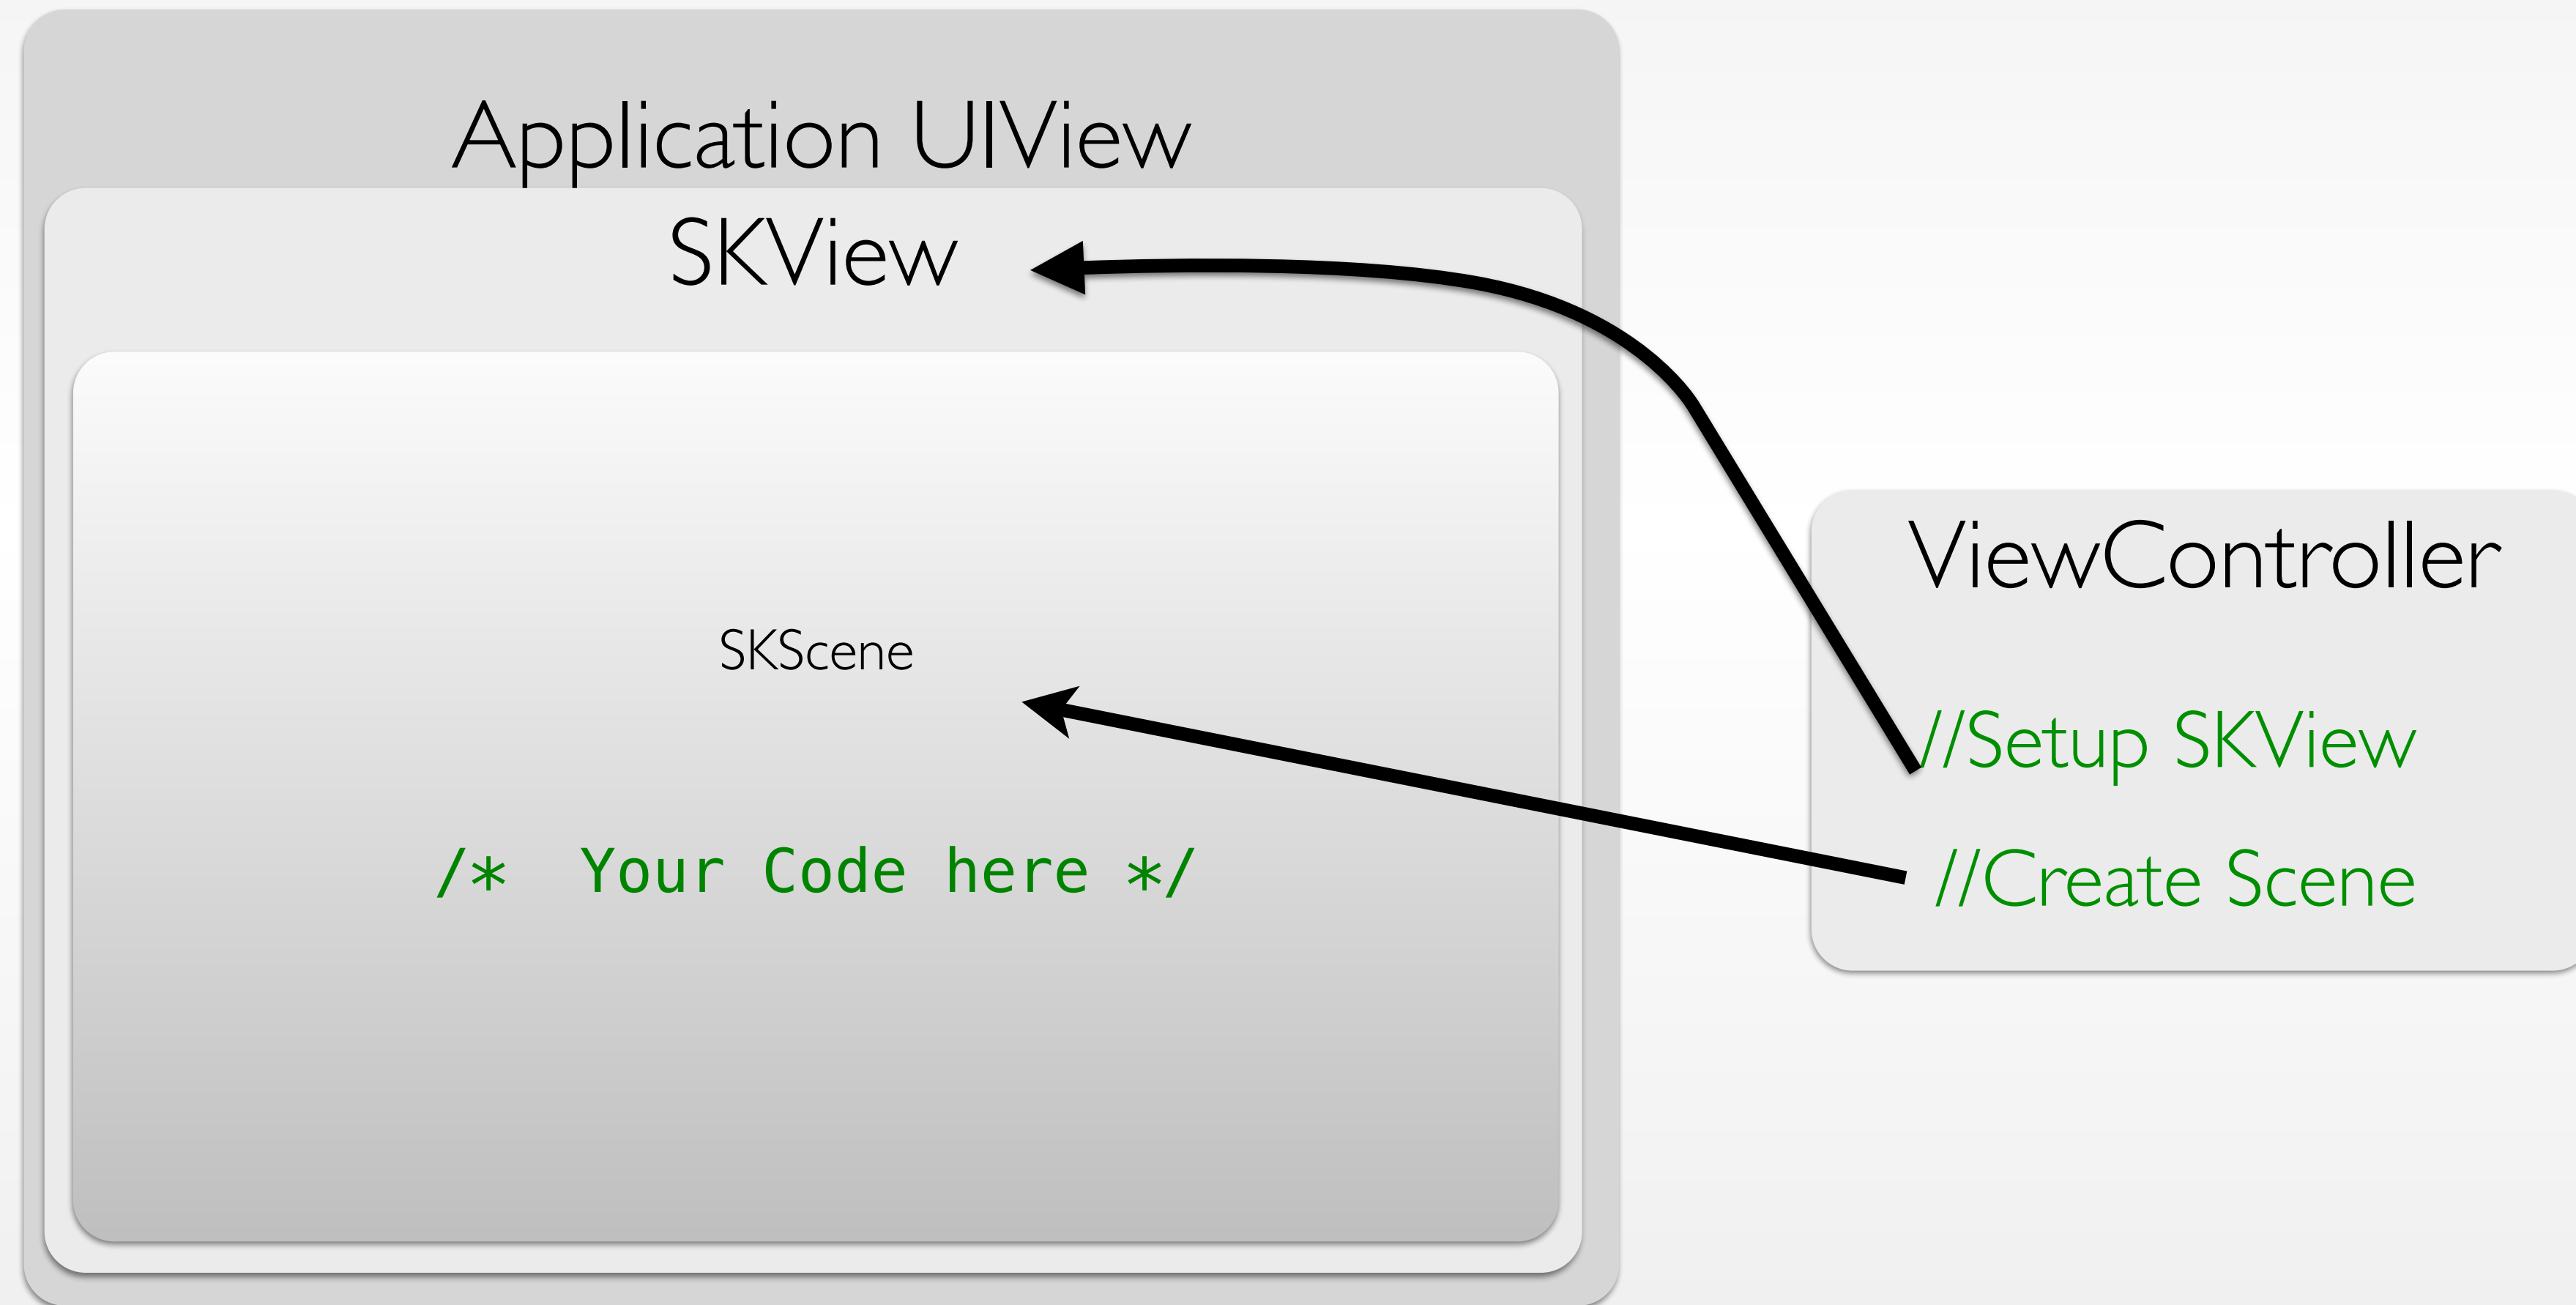 Application UIView
SKView
SKScene
/*  Your Code here */
ViewController
//Setup SKView
//Create Scene